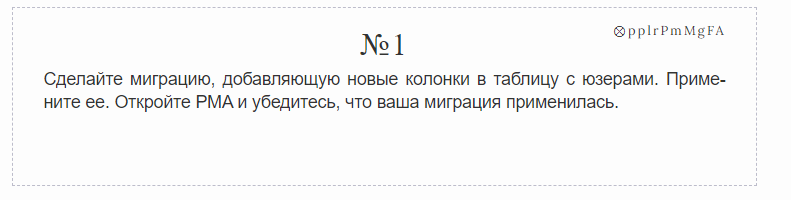 ⊗pplrPmMgFA
№1
Сделайте миграцию, добавляющую новые колонки в таблицу с юзерами. Приме-
ните ее. Откройте PMA и убедитесь, что ваша миграция применилась.